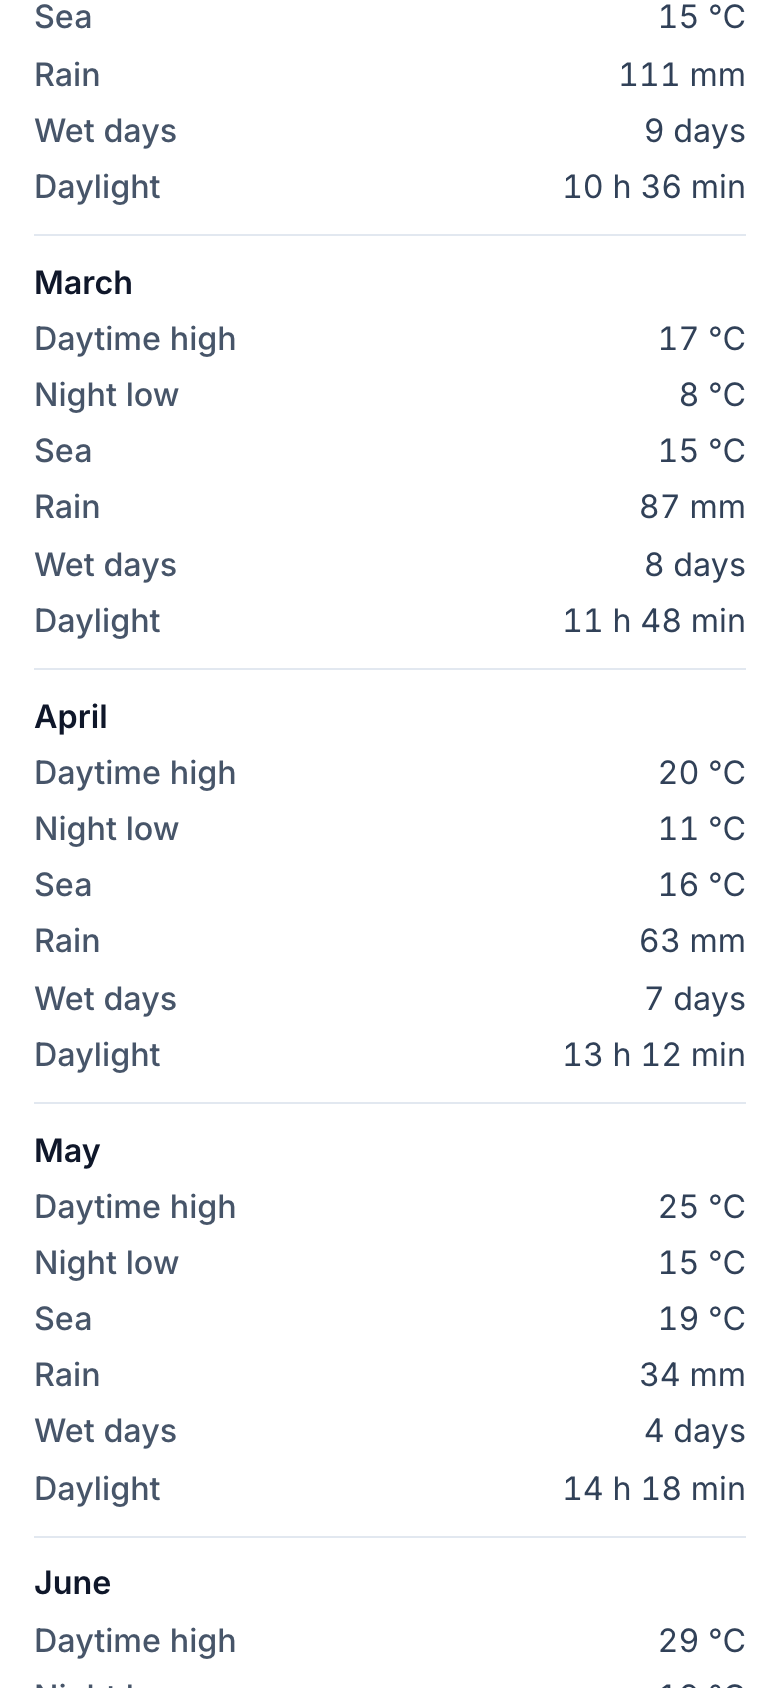 Sea 15 °C
Rain 111 mm
Wet days 9 days
Daylight 10 h 36 min
March
Daytime high 17 °C
Night low 8 °C
Sea 15 °C
Rain 87 mm
Wet days 8 days
Daylight 11 h 48 min
April
Daytime high 20 °C
Night low 11 °C
Sea 16 °C
Rain 63 mm
Wet days 7 days
Daylight 13 h 12 min
May
Daytime high 25 °C
Night low 15 °C
Sea 19 °C
Rain 34 mm
Wet days 4 days
Daylight 14 h 18 min
June
Daytime high 29 °C